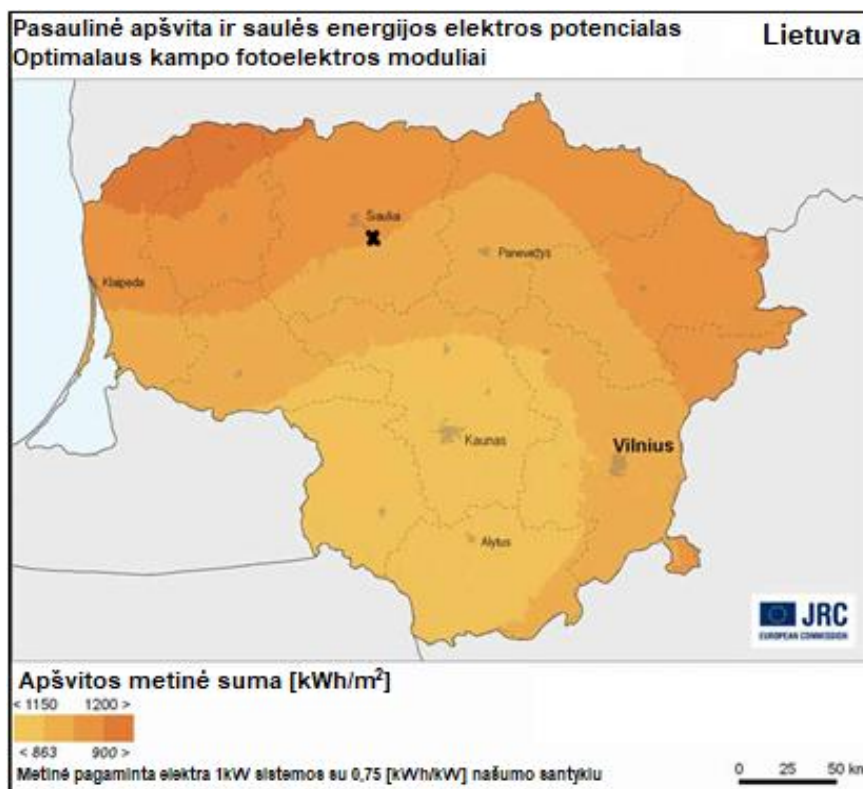 Pasaulinė apšvita ir saulės energijos elektros potencialas
Optimalaus kampo fotoelektros moduliai
Lietuva
Šiauliai
Panevėžys
Klaipėda
Kaunas
Vilnius
Alytus
JRC
EUROPEAN COMMISSION
Apšvitos metinė suma [kWh/m²]
< 1150 1200 >
< 863 900 >
Metinė pagaminta elektra 1kW sistemos su 0,75 [kWh/kW] našumo santykiu
0 25 50 km